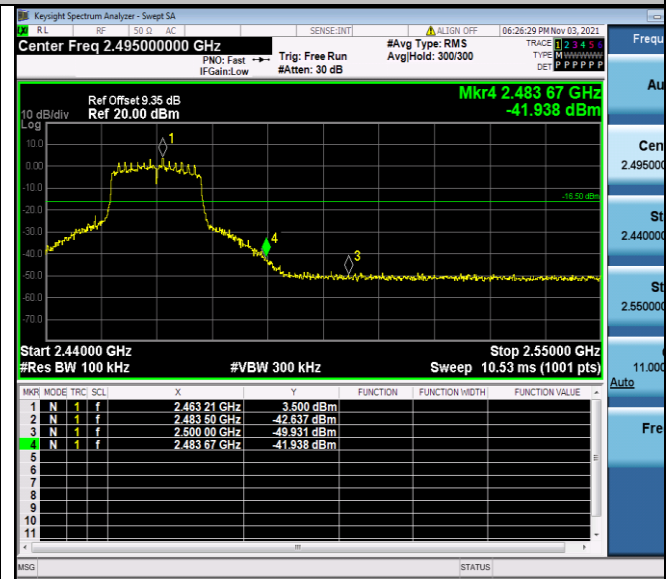 Keysight Spectrum Analyzer - Swept SA
LXI RL RF 50 Ω AC SENSE:INT ALIGN OFF 06:26:29 PM Nov 03, 2021
Center Freq 2.495000000 GHz #Avg Type: RMS TRACE 1 2 3 4 5 6
PNO: Fast Trig: Free Run Avg|Hold: 300/300 TYPE M WWWWW
IFGain:Low #Atten: 30 dB DET P P P P P P
Frequ
Mkr4 2.483 67 GHz
Ref Offset 9.35 dB
10 dB/div Ref 20.00 dBm -41.938 dBm
Log
10.0
0.00
-10.0
-20.0
-30.0
-40.0
-50.0
-60.0
-70.0
1
-16.50 dBm
4
3
Start 2.44000 GHz Stop 2.55000 GHz
#Res BW 100 kHz #VBW 300 kHz Sweep 10.53 ms (1001 pts)
MKR MODE TRC SCL X Y FUNCTION FUNCTION WIDTH FUNCTION VALUE
1 N 1 f 2.463 21 GHz 3.500 dBm
2 N 1 f 2.483 50 GHz -42.637 dBm
3 N 1 f 2.500 00 GHz -49.931 dBm
4 N 1 f 2.483 67 GHz -41.938 dBm
5
6
7
8
9
10
11
MSG STATUS
Au
Cen
2.495000
St
2.440000
St
2.550000
11.000
Auto
Fre